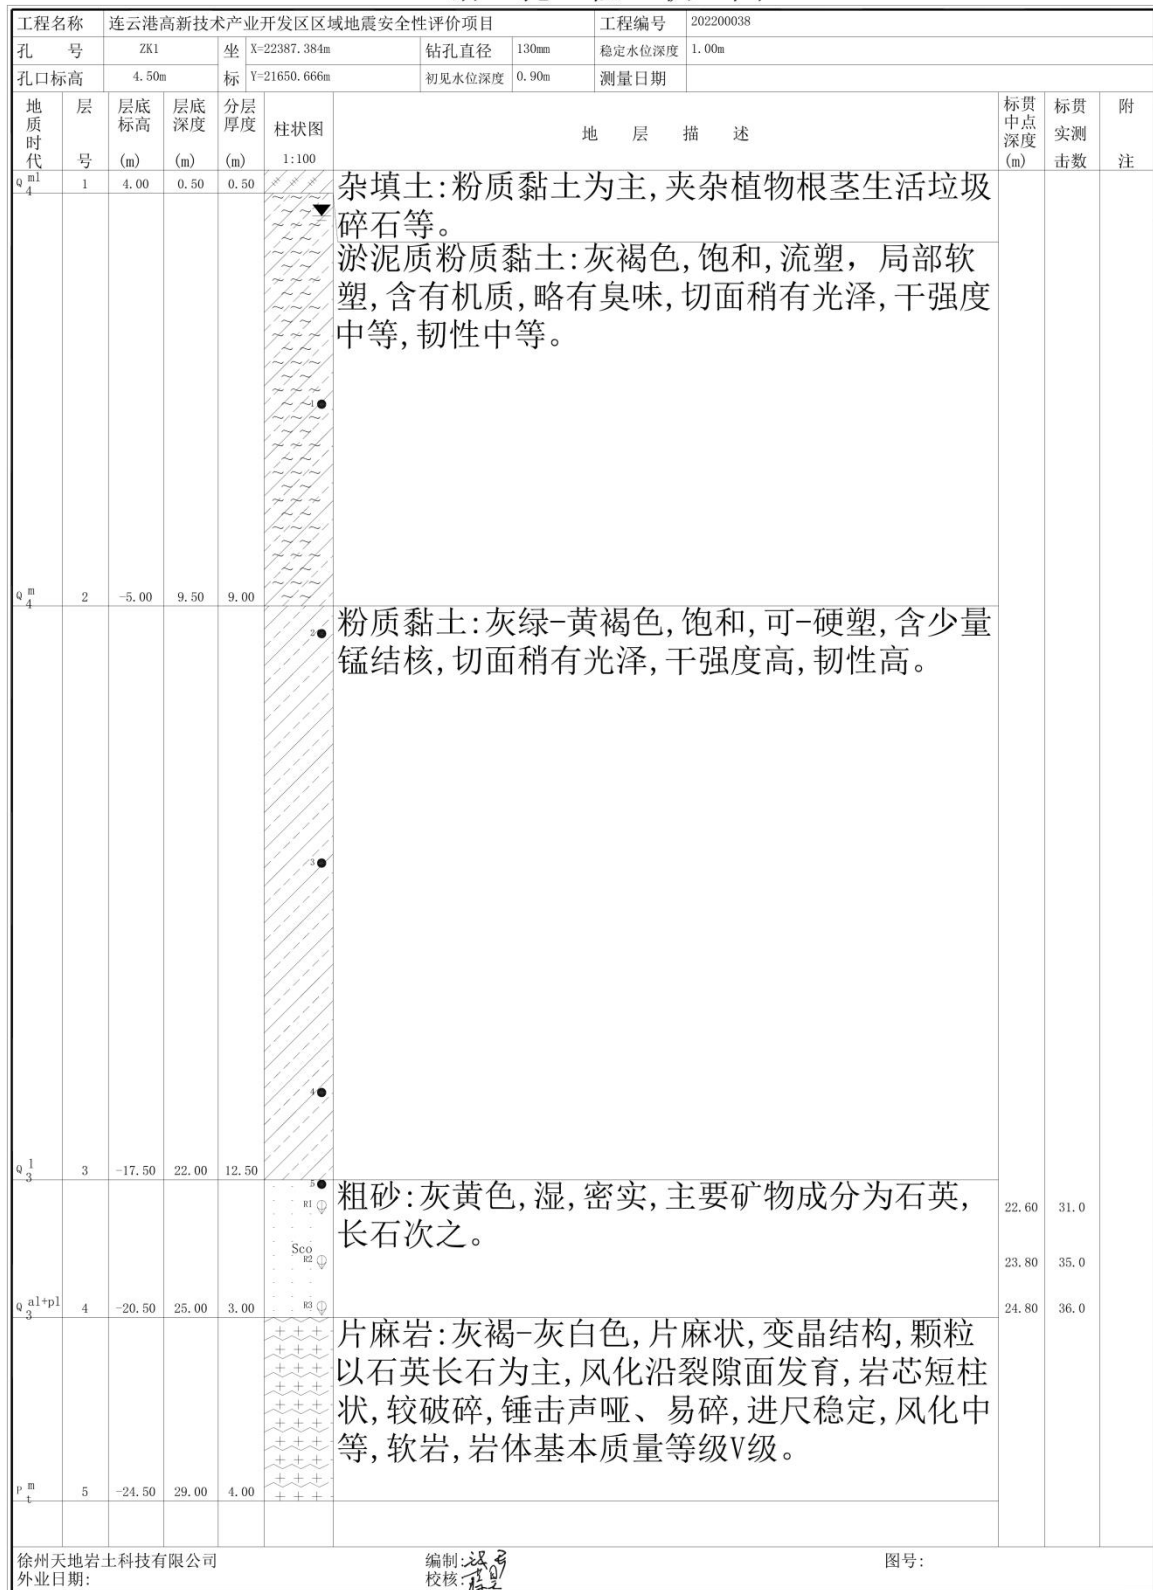 工程名称 连云港高新技术产业开发区区域地震安全性评价项目 工程编号 202200038
孔 号 ZK1 坐 X=22387.384m 钻孔直径 130mm 稳定水位深度 1.00m
孔口标高 4.50m 标 Y=21650.666m 初见水位深度 0.90m 测量日期
地质时代 层号 层底标高(m) 层底深度(m) 分层厚度(m) 柱状图 1:100 地 层 描 述 标贯中点深度(m) 标贯实测击数 附注
Q4 ml 1 4.00 0.50 0.50
杂填土:粉质黏土为主,夹杂植物根茎生活垃圾
碎石等。
淤泥质粉质黏土:灰褐色,饱和,流塑，局部软
塑,含有机质,略有臭味,切面稍有光泽,干强度
中等,韧性中等。
1
Q4 m 2 -5.00 9.50 9.00
粉质黏土:灰绿-黄褐色,饱和,可-硬塑,含少量
2
锰结核,切面稍有光泽,干强度高,韧性高。
3
4
Q3 l 3 -17.50 22.00 12.50
5
粗砂:灰黄色,湿,密实,主要矿物成分为石英,
R1 22.60 31.0
长石次之。
Sco
R2 23.80 35.0
Q3 al+pl 4 -20.50 25.00 3.00 R3 24.80 36.0
片麻岩:灰褐-灰白色,片麻状,变晶结构,颗粒
以石英长石为主,风化沿裂隙面发育,岩芯短柱
状,较破碎,锤击声哑、易碎,进尺稳定,风化中
等,软岩,岩体基本质量等级V级。
Pt m 5 -24.50 29.00 4.00
徐州天地岩土科技有限公司 编制: 图号:
外业日期: 校核: